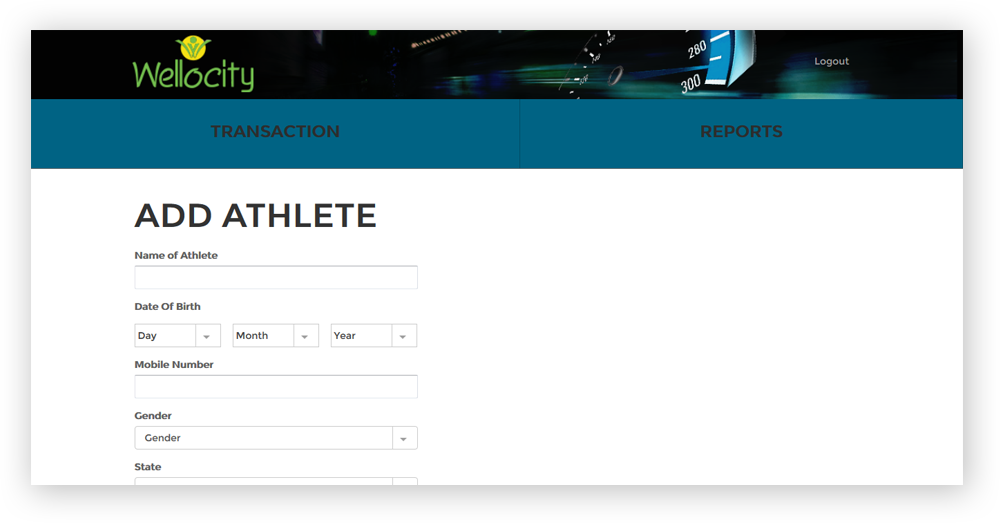 Wellocity
280
300
Logout
TRANSACTION REPORTS
ADD ATHLETE
Name of Athlete
Date Of Birth
Day Month Year
Mobile Number
Gender
Gender
State